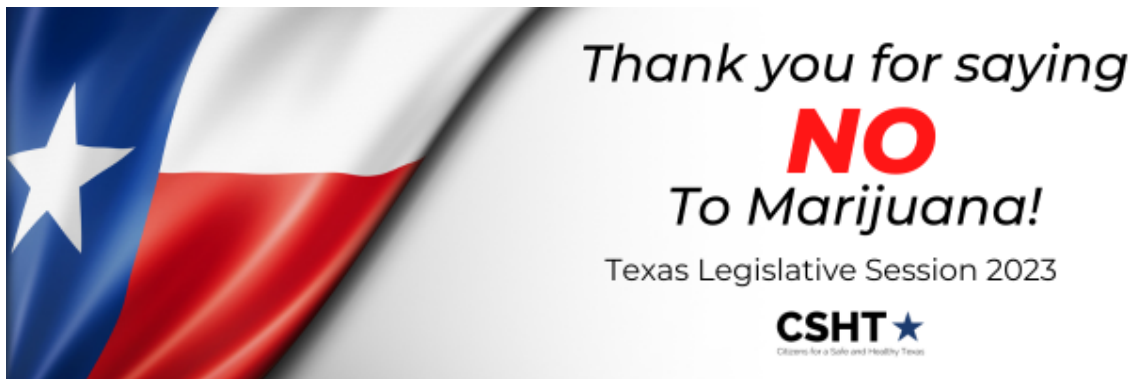 Thank you for saying
NO
To Marijuana!
Texas Legislative Session 2023
CSHT
Citizens for a Safe and Healthy Texas